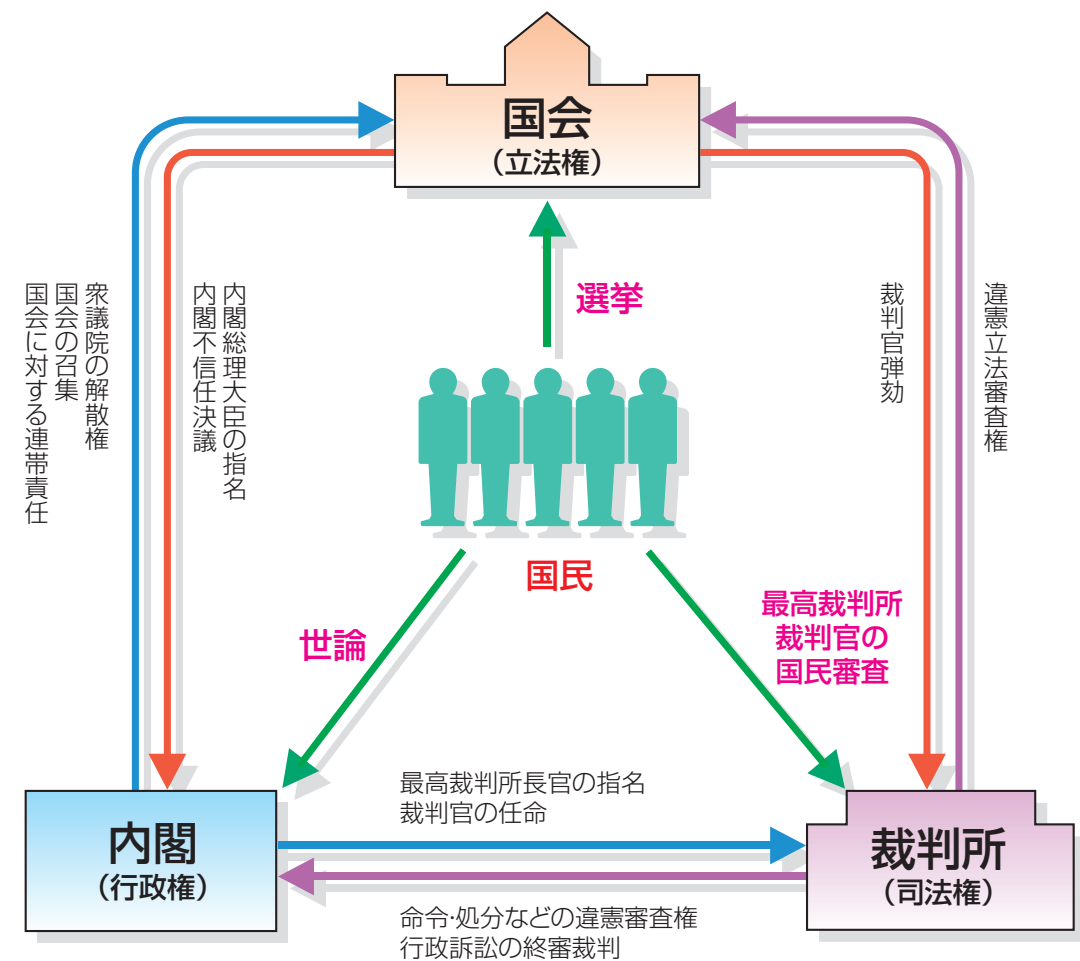 国会
（立法権）
選挙
衆議院の解散権
国会の召集
国会に対する連帯責任
内閣総理大臣の指名
内閣不信任決議
裁判官弾劾
違憲立法審査権
国民
世論
最高裁判所
裁判官の
国民審査
最高裁判所長官の指名
裁判官の任命
内閣
（行政権）
裁判所
（司法権）
命令・処分などの違憲審査権
行政訴訟の終審裁判